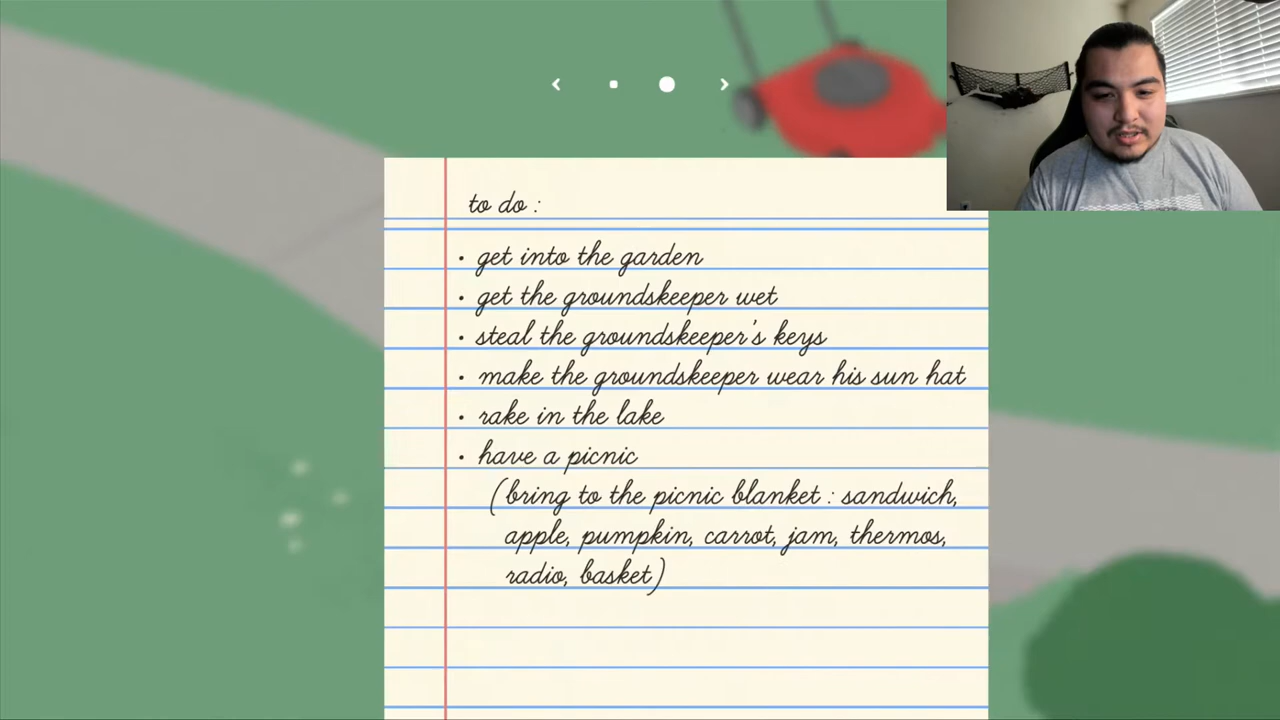 to do :
• get into the garden
• get the groundskeeper wet
• steal the groundskeeper's keys
• make the groundskeeper wear his sun hat
• rake in the lake
• have a picnic
(bring to the picnic blanket : sandwich,
apple, pumpkin, carrot, jam, thermos,
radio, basket)